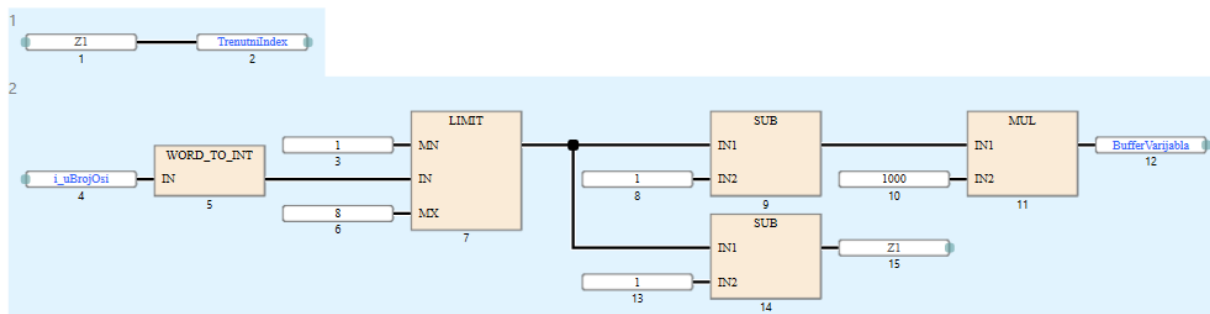 1
Z1
TrenutniIndex
1
2
2
LIMIT
SUB
MUL
1
MN
IN1
IN1
BufferVarijabla
WORD_TO_INT
3
12
i_uBrojOsi
IN
IN
1
IN2
1000
IN2
4
5
8
9
10
11
8
MX
SUB
6
7
IN1
Z1
15
1
IN2
13
14